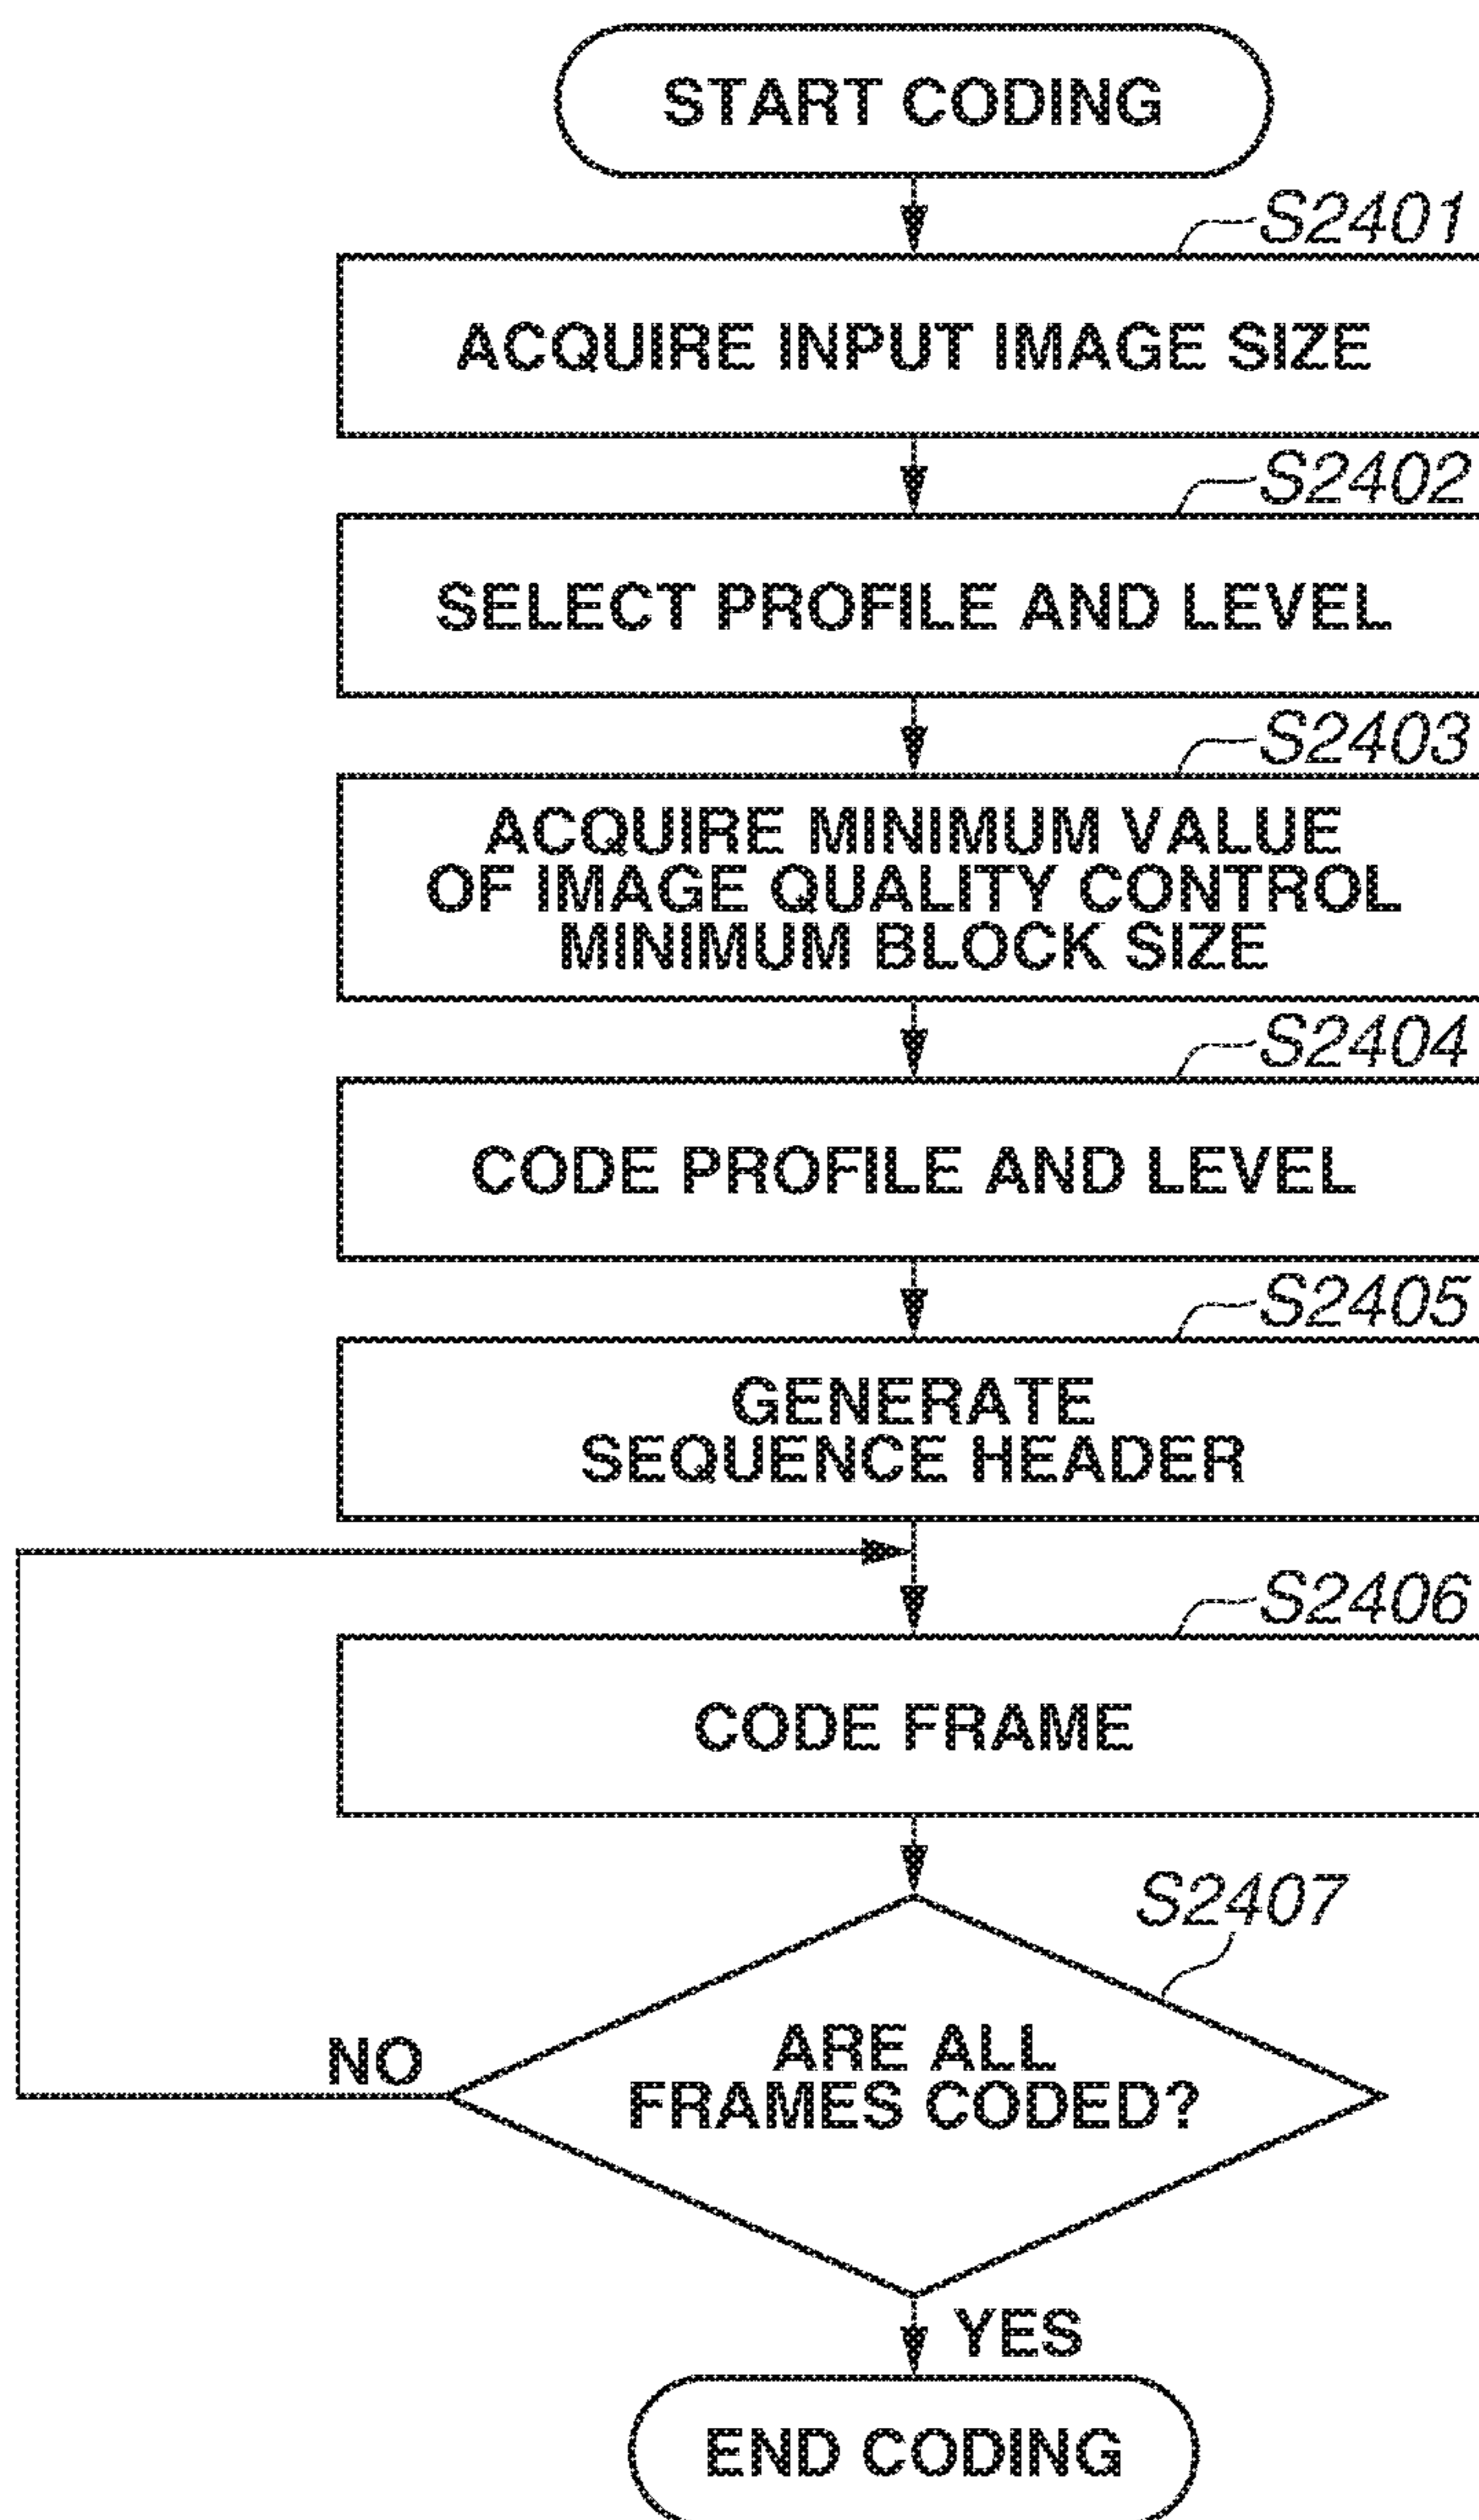 START CODING
S2401
ACQUIRE INPUT IMAGE SIZE
S2402
SELECT PROFILE AND LEVEL
S2403
ACQUIRE MINIMUM VALUE
OF IMAGE QUALITY CONTROL
MINIMUM BLOCK SIZE
S2404
CODE PROFILE AND LEVEL
S2405
GENERATE
SEQUENCE HEADER
S2406
CODE FRAME
S2407
ARE ALL
FRAMES CODED?
NO
YES
END CODING